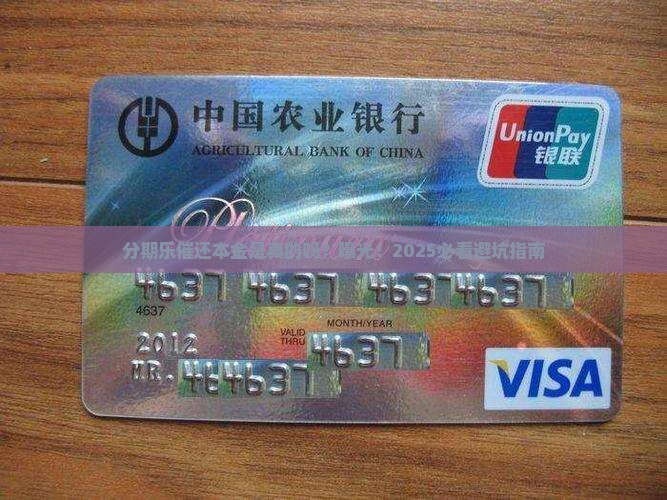 中国农业银行
AGRICULTURAL BANK OF CHINA
UnionPay
银联
分期乐催还本金 2025必看避坑指南
4637 4637 4637 4637
4637
MONTH/YEAR
VALID
THRU
4637
2012
MR. 4637
VISA